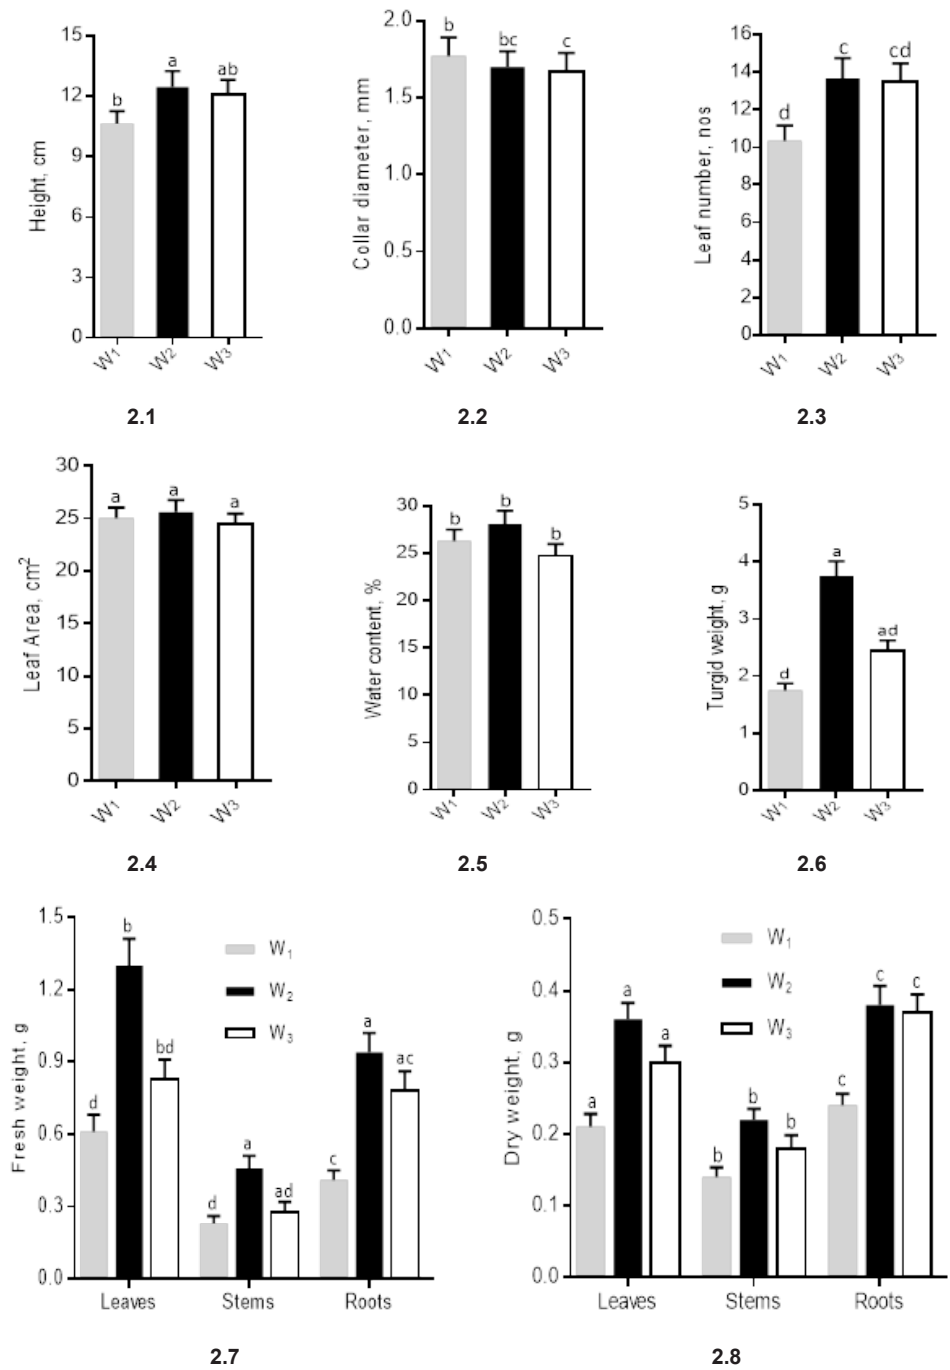 Height, cm
15
12
9
6
3
0
b
a
ab
W1
W2
W3
2.1
Collar diameter, mm
2.0
1.5
1.0
0.5
0.0
b
bc
c
W1
W2
W3
2.2
Leaf number, nos
16
14
12
10
8
6
4
2
0
d
c
cd
W1
W2
W3
2.3
Leaf Area, cm2
30
25
20
15
10
5
0
a
a
a
W1
W2
W3
2.4
Water content, %
30
25
20
15
10
5
0
b
b
b
W1
W2
W3
2.5
Turgid weight, g
5
4
3
2
1
0
d
a
ad
W1
W2
W3
2.6
Fresh weight, g
1.5
1.2
0.9
0.6
0.3
0.0
d
b
bd
d
a
ad
c
a
ac
W1
W2
W3
Leaves Stems Roots
2.7
Dry weight, g
0.5
0.4
0.3
0.2
0.1
0.0
a
a
a
b
b
b
c
c
c
W1
W2
W3
Leaves Stems Roots
2.8